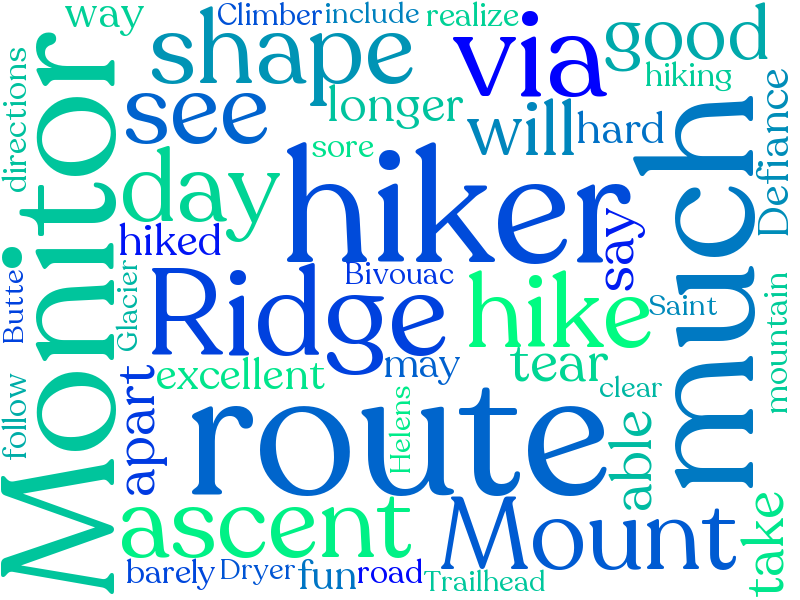 way
Climber
include
realize
shape
via
good
hiking
directions
Monitor
see
longer
will
hard
Defiance
sore
day
hiker
much
hiked
say
Butte
Glacier
Ridge
Bivouac
hike
Saint
mountain
may
tear
excellent
clear
follow
apart
route
Helens
able
ascent
Mount
take
barely
Dryer
fun
road
Trailhead